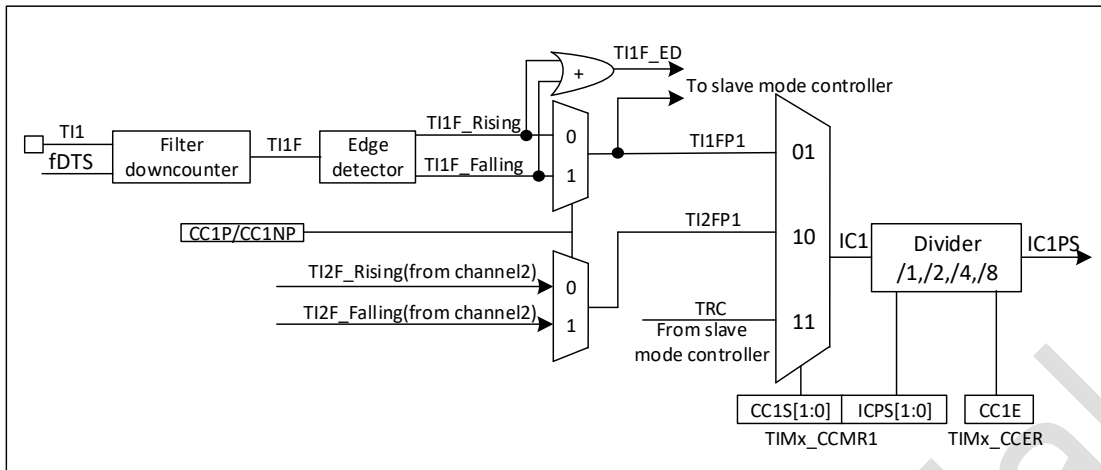 TI1F_ED
To slave mode controller
TI1
fDTS
Filter
downcounter
TI1F
Edge
detector
TI1F_Rising
TI1F_Falling
+
0
1
TI1FP1
01
CC1P/CC1NP
TI2FP1
10
IC1
Divider
/1,/2,/4,/8
IC1PS
TI2F_Rising(from channel2)
TI2F_Falling(from channel2)
0
1
TRC
From slave
mode controller
11
CC1S[1:0]
ICPS[1:0]
CC1E
TIMx_CCMR1
TIMx_CCER